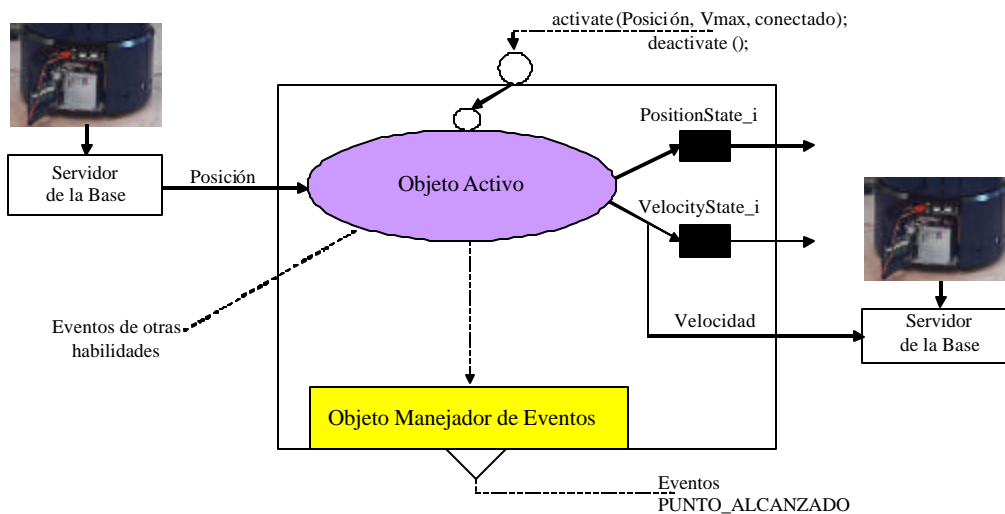 activate(Posición, Vmax, conectado);
deactivate ();
PositionState_i
Servidor
de la Base
Posición
Objeto Activo
VelocityState_i
Eventos de otras
habilidades
Velocidad
Servidor
de la Base
Objeto Manejador de Eventos
Eventos
PUNTO_ALCANZADO